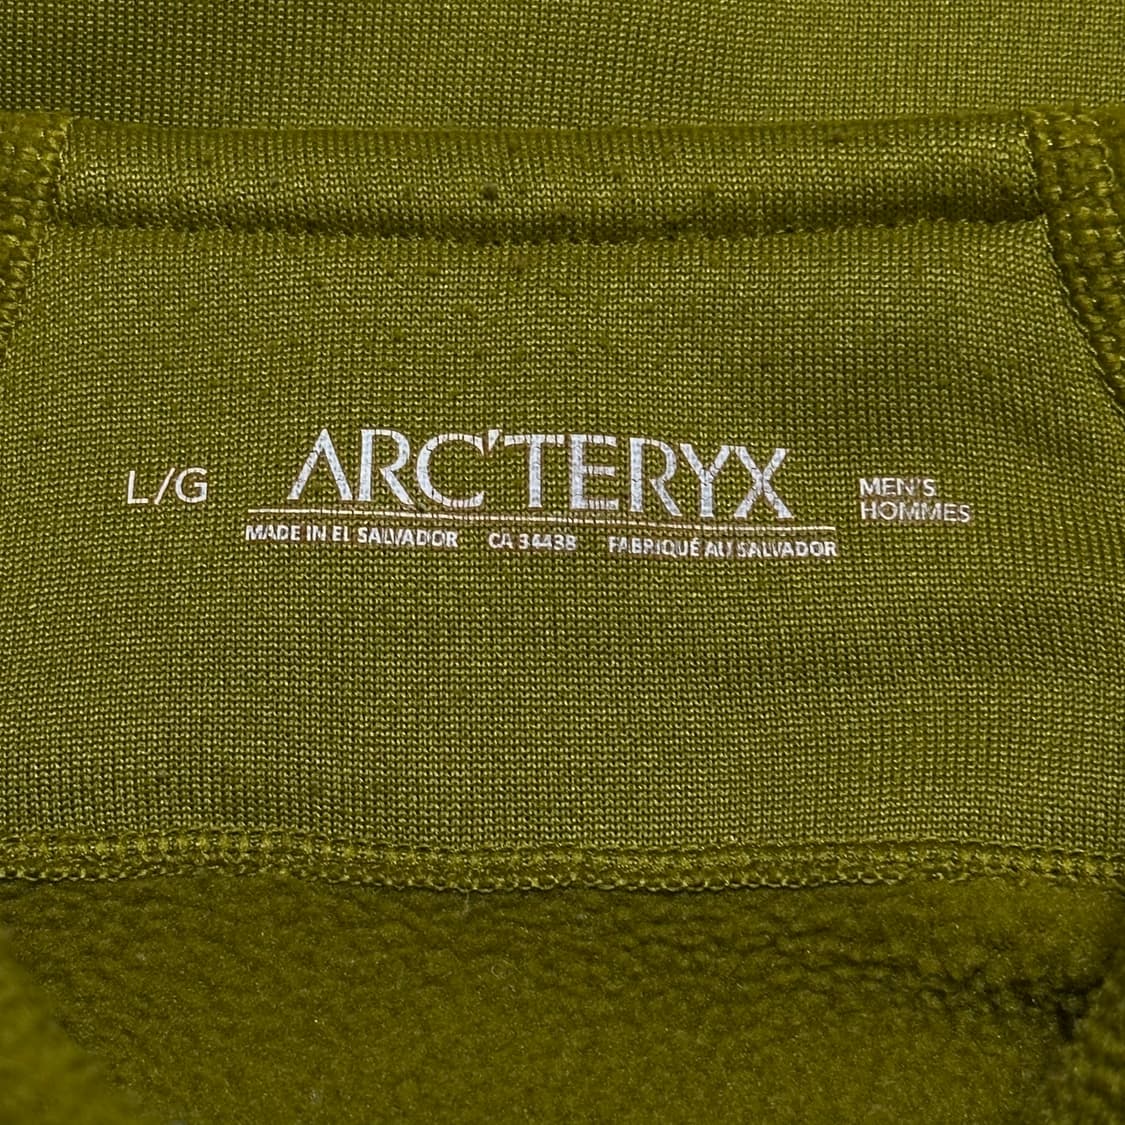 L/G
ARC'TERYX
MEN'S
HOMMES
MADE IN EL SALVADOR CA 34438 FABRIQUÉ AU SALVADOR